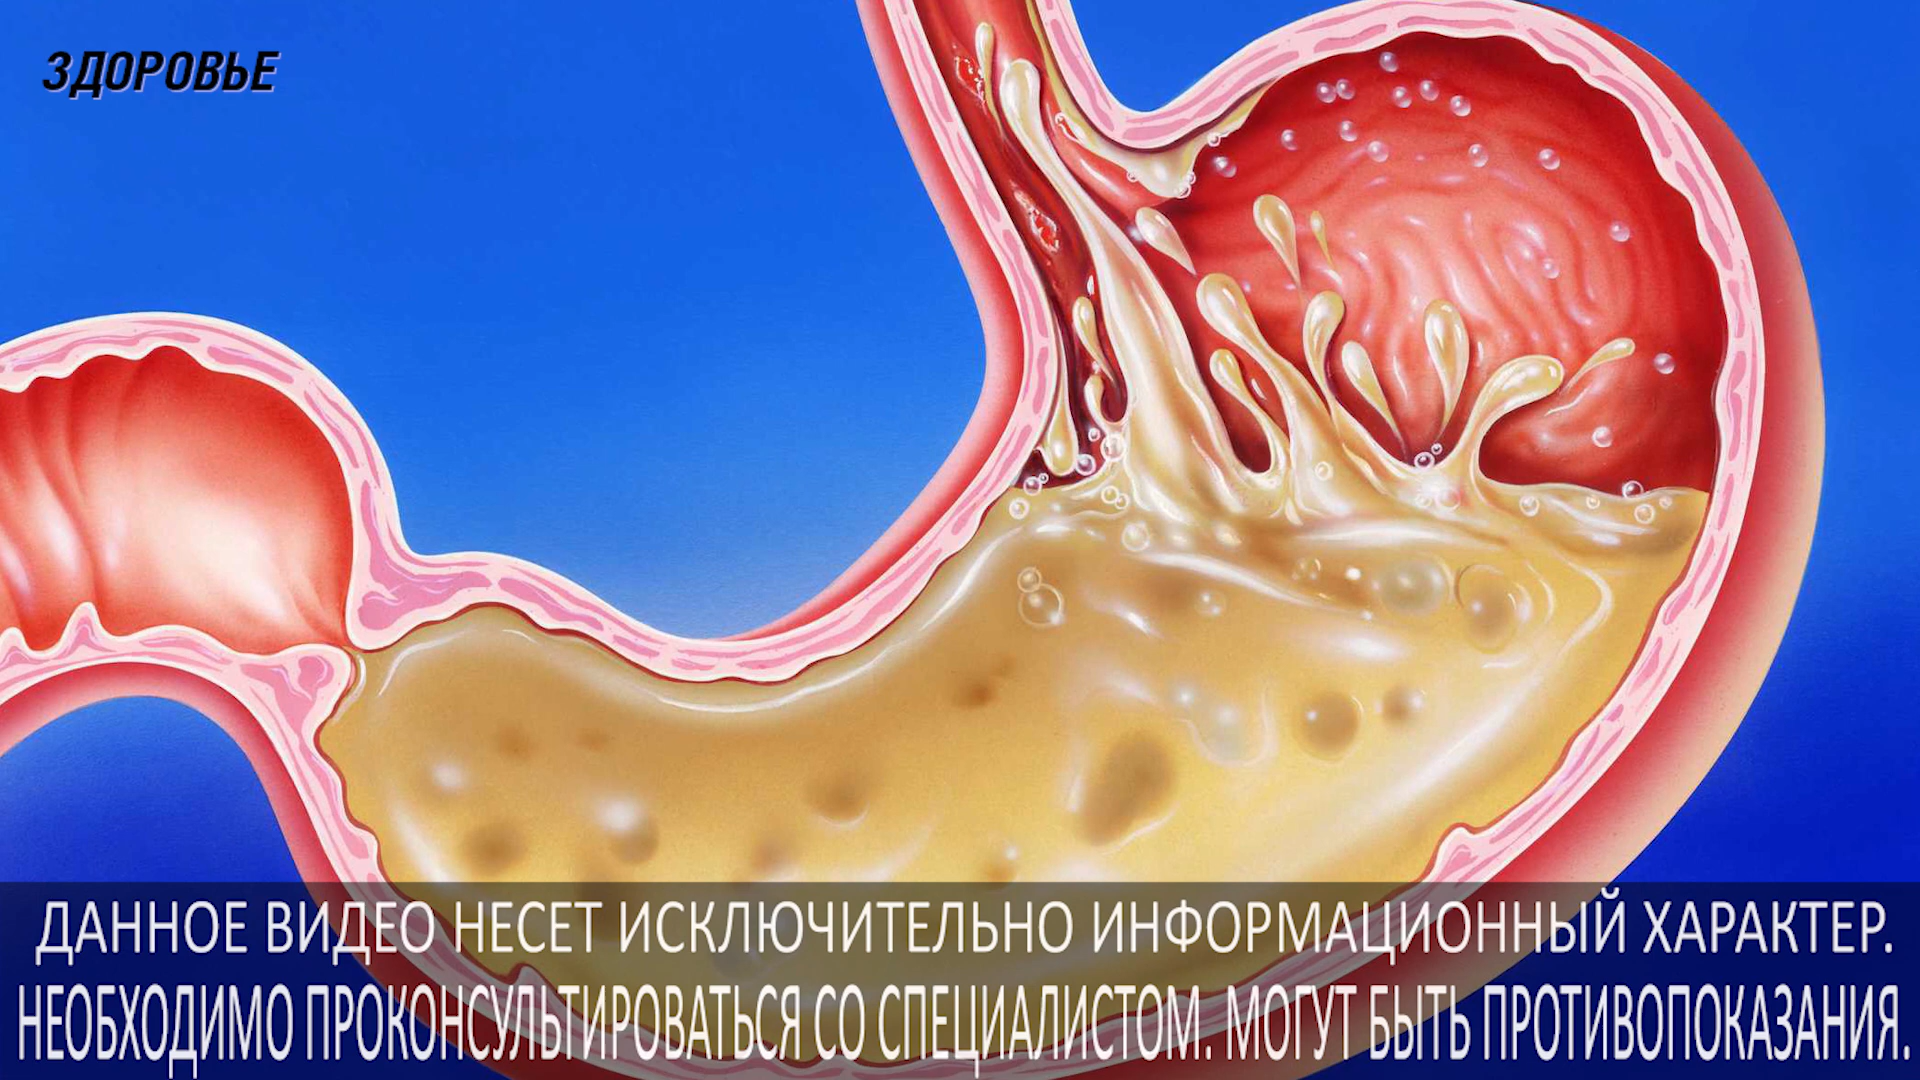 ЗДОРОВЬЕ
ДАННОЕ ВИДЕО НЕСЕТ ИСКЛЮЧИТЕЛЬНО ИНФОРМАЦИОННЫЙ ХАРАКТЕР.
НЕОБХОДИМО ПРОКОНСУЛЬТИРОВАТЬСЯ СО СПЕЦИАЛИСТОМ. МОГУТ БЫТЬ ПРОТИВОПОКАЗАНИЯ.